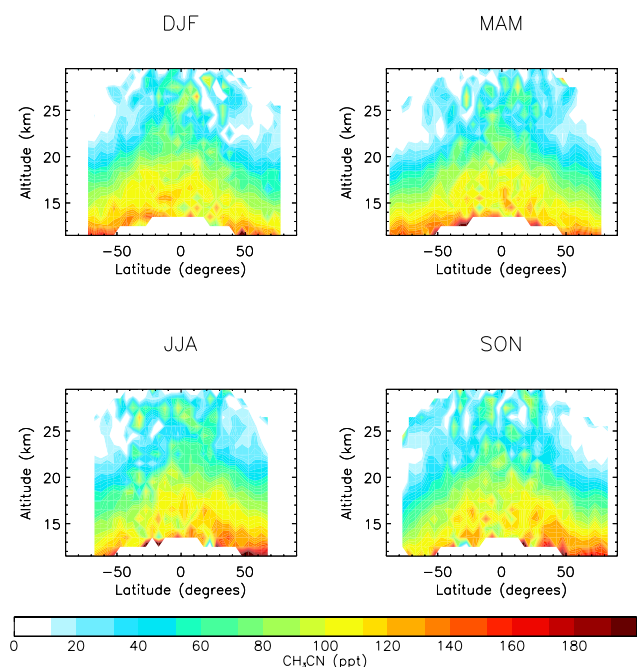 DJF
MAM
Altitude (km)
25
20
15
−50 0 50
Latitude (degrees)
Altitude (km)
25
20
15
−50 0 50
Latitude (degrees)
JJA
SON
Altitude (km)
25
20
15
−50 0 50
Latitude (degrees)
Altitude (km)
25
20
15
−50 0 50
Latitude (degrees)
0 20 40 60 80 100 120 140 160 180
CH₃CN (ppt)